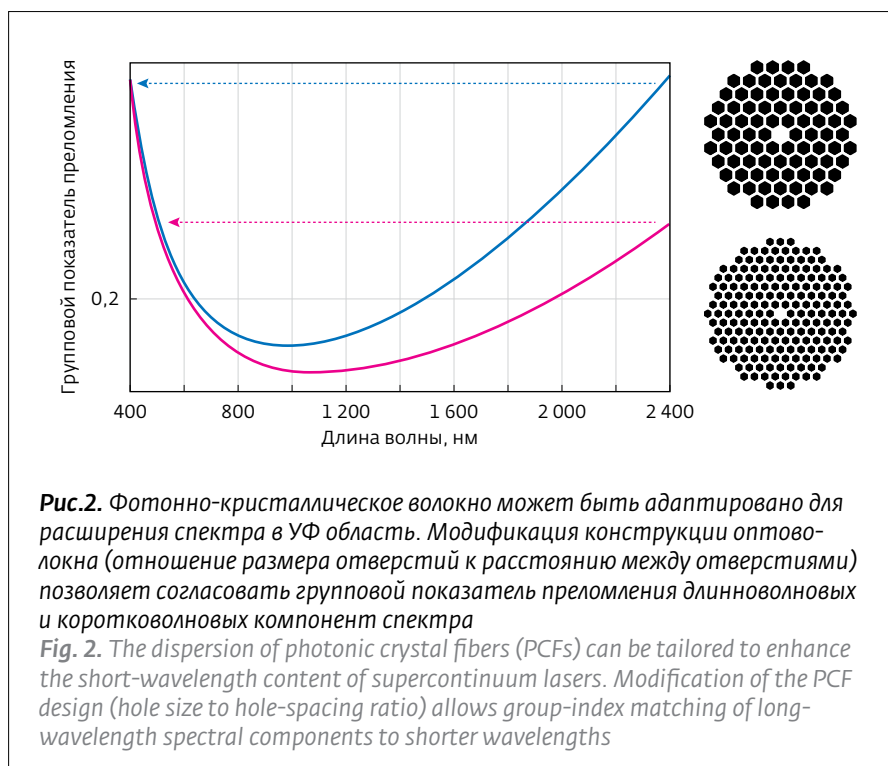 Групповой показатель преломления
0,2
400
800
1 200
1 600
2 000
2 400
Длина волны, нм
Рис.2. Фотонно-кристаллическое волокно может быть адаптировано для
расширения спектра в УФ область. Модификация конструкции оптово-
локна (отношение размера отверстий к расстоянию между отверстиями)
позволяет согласовать групповой показатель преломления длинноволновых
и коротковолновых компонент спектра
Fig. 2. The dispersion of photonic crystal fibers (PCFs) can be tailored to enhance
the short-wavelength content of supercontinuum lasers. Modification of the PCF
design (hole size to hole-spacing ratio) allows group-index matching of long-
wavelength spectral components to shorter wavelengths